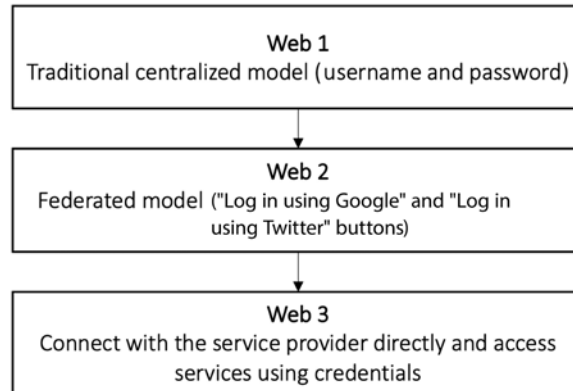 Web 1
Traditional centralized model (username and password)
Web 2
Federated model ("Log in using Google" and "Log in
using Twitter" buttons)
Web 3
Connect with the service provider directly and access
services using credentials